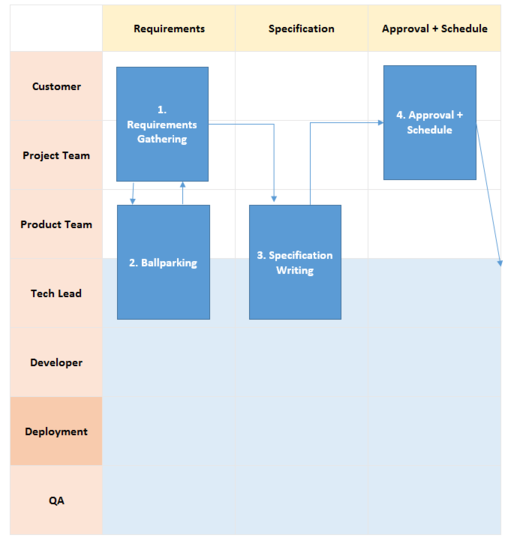 Requirements
Specification
Approval + Schedule
Customer
1.
Requirements
Gathering
4. Approval +
Schedule
Project Team
Product Team
2. Ballparking
3. Specification
Writing
Tech Lead
Developer
Deployment
QA